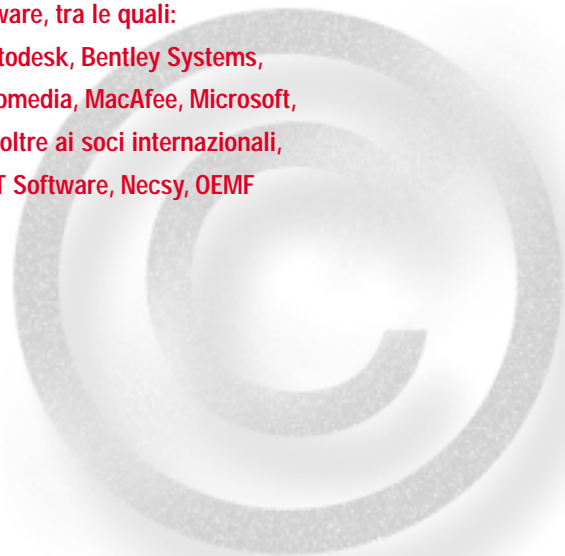 ware, tra le quali:
todesk, Bentley Systems,
omedia, MacAfee, Microsoft,
oltre ai soci internazionali,
T Software, Necsy, OEMF